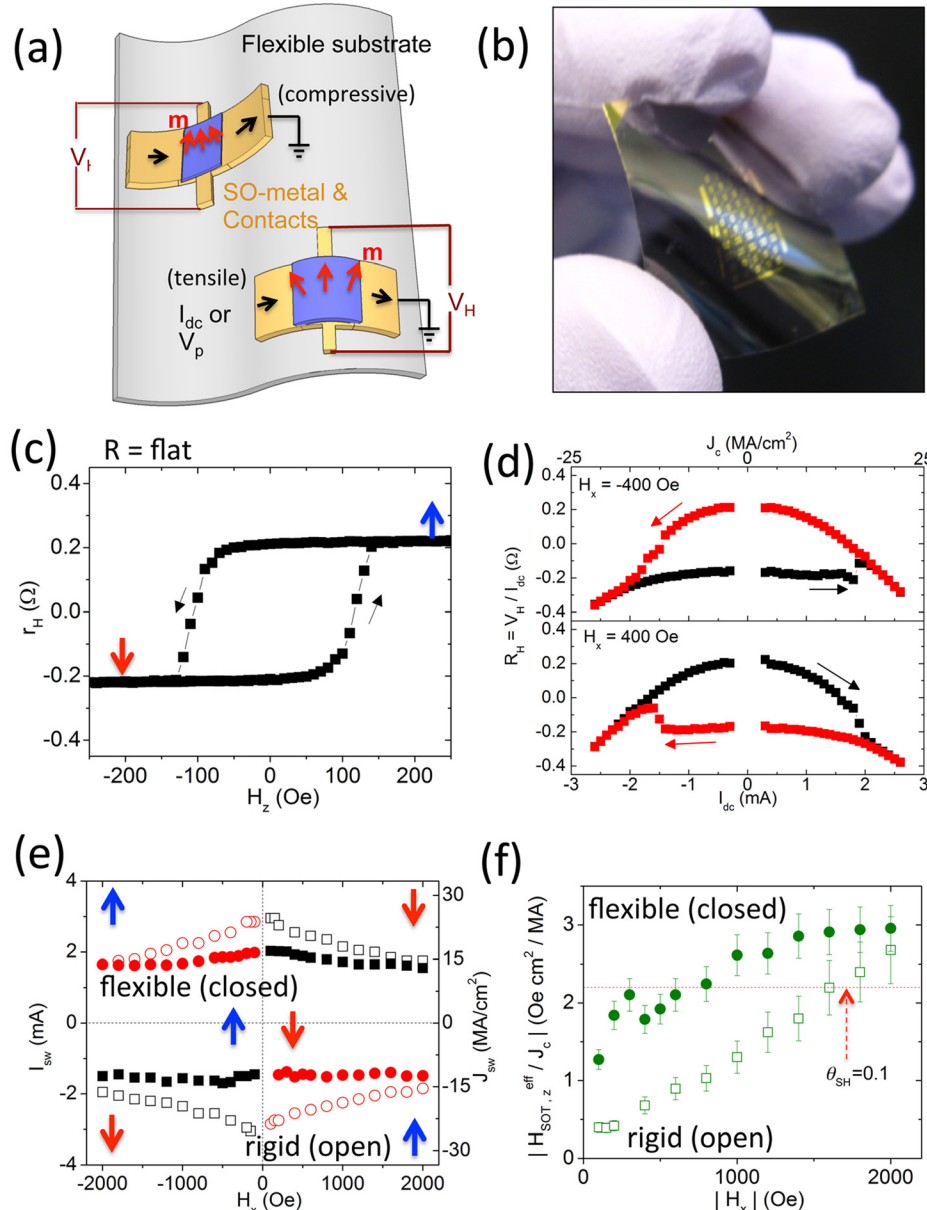 (a)
Flexible substrate
(compressive)
m
V
SO-metal &
Contacts
(tensile)
m
I_dc or
V_p
V_H
(b)
(c)
R = flat
r_H (Ω)
0.4
0.2
0.0
-0.2
-0.4
-200 -100 0 100 200
H_z (Oe)
(d)
J_c (MA/cm²)
-25 0 25
H_x = -400 Oe
0.4
0.2
0.0
-0.2
-0.4
R_H = V_H / I_dc (Ω)
H_x = 400 Oe
0.2
0.0
-0.2
-0.4
-3 -2 -1 0 1 2 3
I_dc (mA)
(e)
I_sw (mA)
4
2
0
-2
-4
flexible (closed)
rigid (open)
30
15
0
-15
-30
J_sw (MA/cm²)
-2000 -1000 0 1000 2000
H_x (Oe)
(f)
| H_SOT,z^eff / J_c | (Oe cm² / MA)
flexible (closed)
3
2
1
0
θ_SH=0.1
rigid (open)
0 1000 2000
| H_x | (Oe)